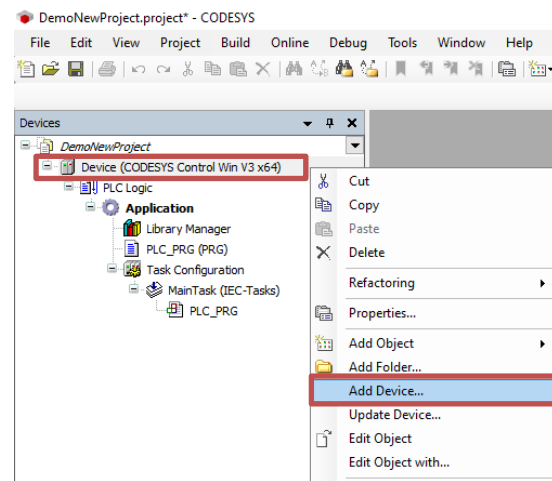 DemoNewProject.project* - CODESYS
File Edit View Project Build Online Debug Tools Window Help
Devices
DemoNewProject
Device (CODESYS Control Win V3 x64)
PLC Logic
Application
Library Manager
PLC_PRG (PRG)
Task Configuration
MainTask (IEC-Tasks)
PLC_PRG
Cut
Copy
Paste
Delete
Refactoring
Properties...
Add Object
Add Folder...
Add Device...
Update Device...
Edit Object
Edit Object with...